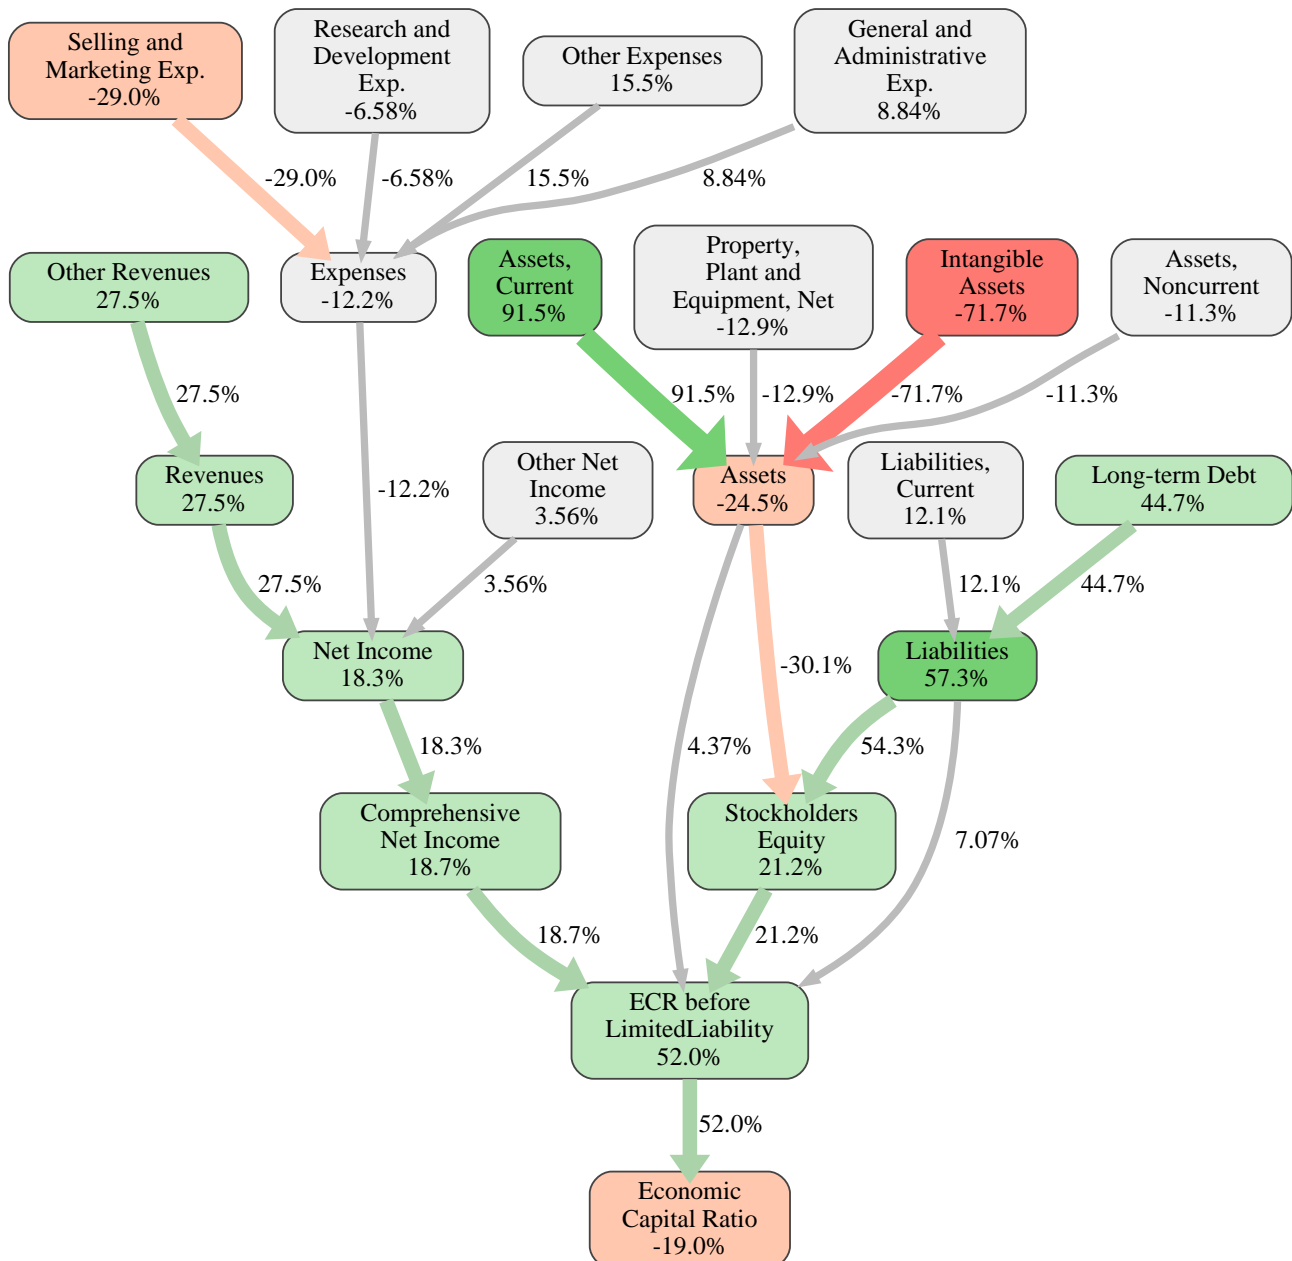 Selling and
Marketing Exp.
-29.0%
Research and
Development
Exp.
-6.58%
Other Expenses
15.5%
General and
Administrative
Exp.
8.84%
-29.0%
-6.58%
15.5%
8.84%
Other Revenues
27.5%
Expenses
-12.2%
Assets,
Current
91.5%
Property,
Plant and
Equipment, Net
-12.9%
Intangible
Assets
-71.7%
Assets,
Noncurrent
-11.3%
27.5%
91.5%
-12.9%
-71.7%
-11.3%
Revenues
27.5%
-12.2%
Other Net
Income
3.56%
Assets
-24.5%
Liabilities,
Current
12.1%
Long-term Debt
44.7%
27.5%
3.56%
12.1%
44.7%
Net Income
18.3%
-30.1%
Liabilities
57.3%
18.3%
4.37%
54.3%
Comprehensive
Net Income
18.7%
Stockholders
Equity
21.2%
7.07%
18.7%
21.2%
ECR before
LimitedLiability
52.0%
52.0%
Economic
Capital Ratio
-19.0%